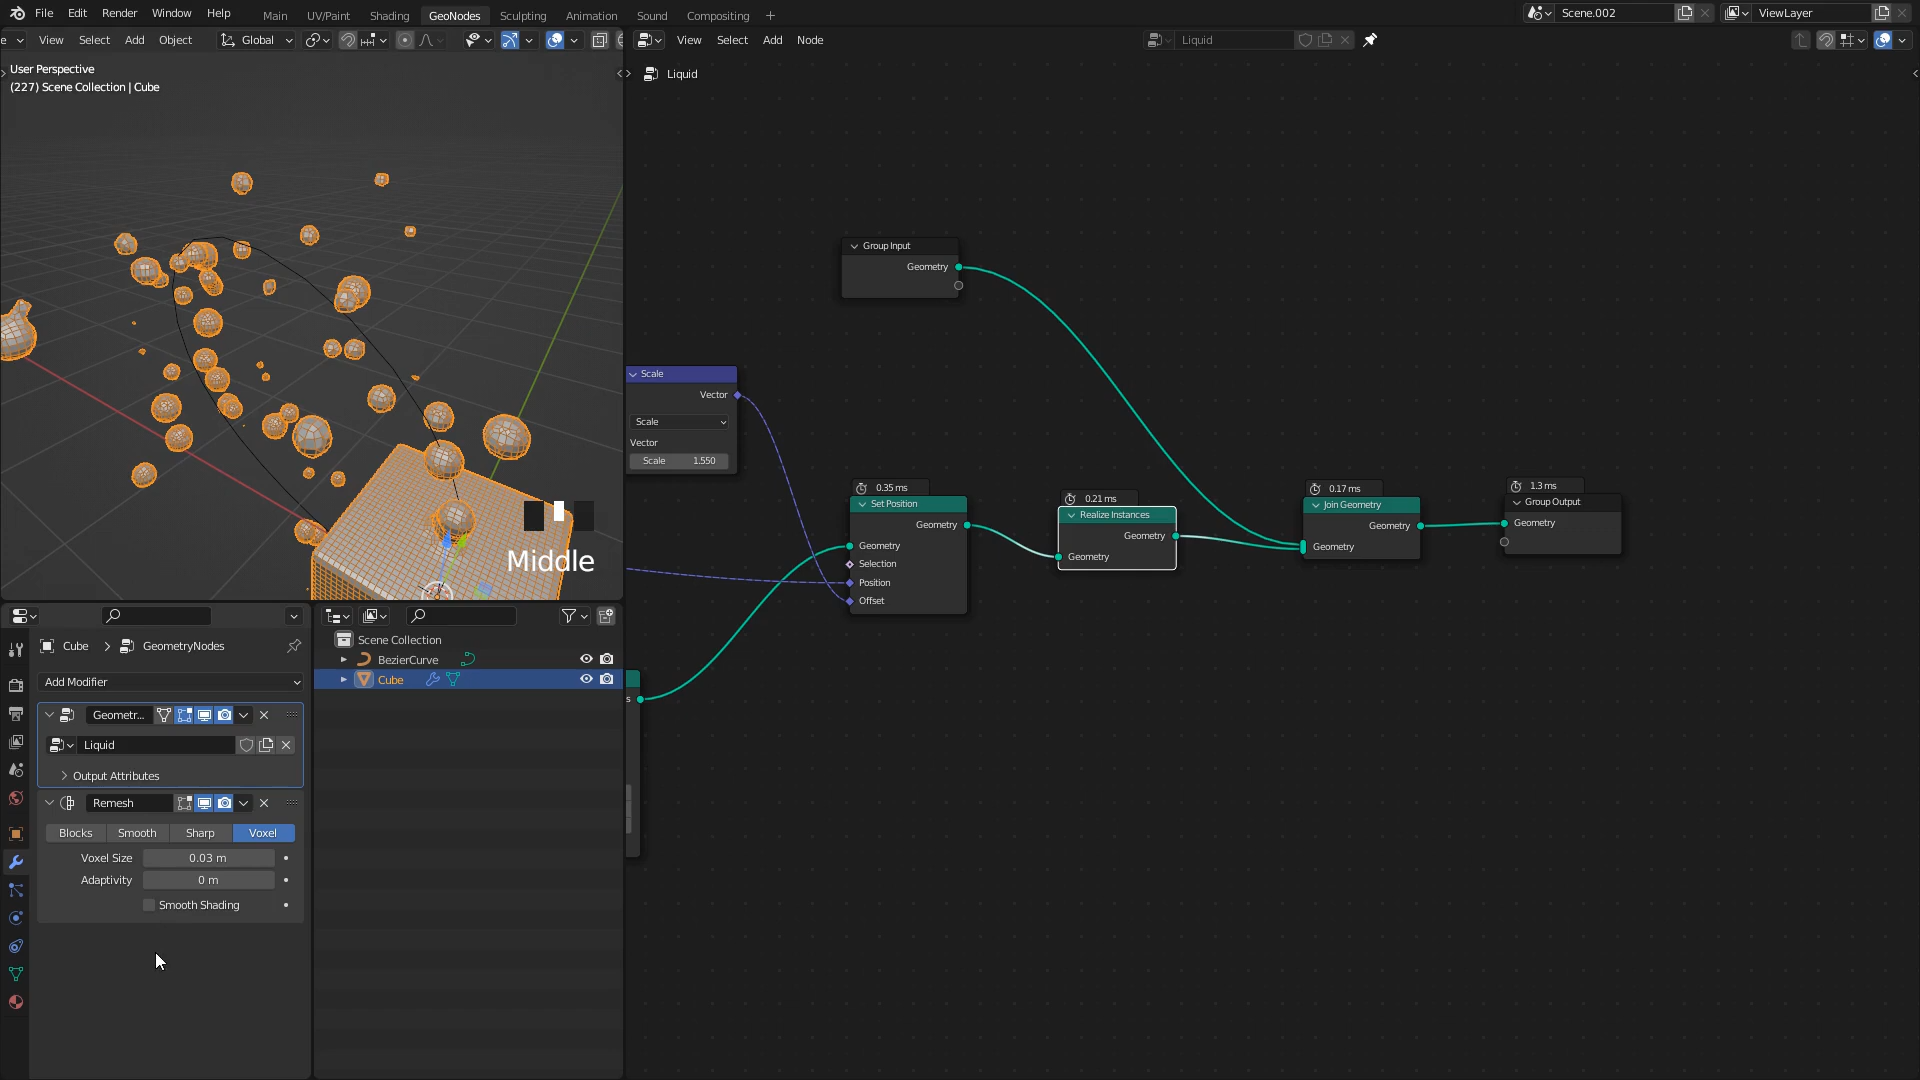 File Edit Render Window Help Main UV/Paint Shading GeoNodes Sculpting Animation Sound Compositing + Scene.002 ViewLayer
e View Select Add Object Global View Select Add Node Liquid
User Perspective
(227) Scene Collection | Cube
Liquid
Group Input
Geometry
Scale
Vector
Scale
Vector
Scale 1.550
0.35 ms
Set Position
Geometry
Geometry
Selection
Position
Offset
0.21 ms
Realize Instances
Geometry
Geometry
0.17 ms
Join Geometry
Geometry
Geometry
1.3 ms
Group Output
Geometry
s
Middle
Cube > GeometryNodes
Add Modifier
Geometr...
Liquid
Output Attributes
Remesh
Blocks Smooth Sharp Voxel
Voxel Size 0.03 m
Adaptivity 0 m
Smooth Shading
Scene Collection
BezierCurve
Cube